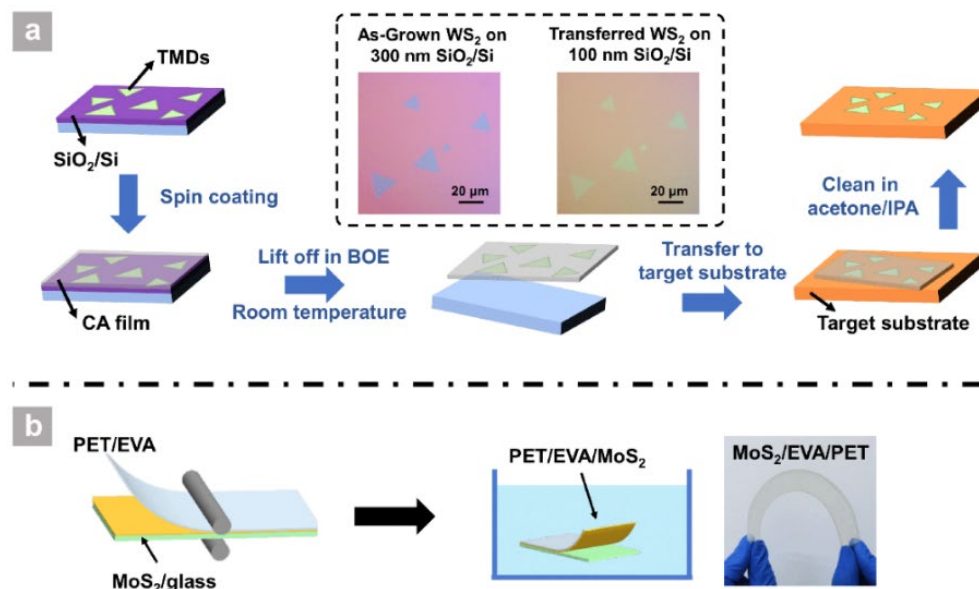 a
TMDs
SiO₂/Si
Spin coating
CA film
Lift off in BOE
Room temperature
As-Grown WS₂ on
300 nm SiO₂/Si
20 μm
Transferred WS₂ on
100 nm SiO₂/Si
20 μm
Transfer to
target substrate
Clean in
acetone/IPA
Target substrate
b
PET/EVA
MoS₂/glass
PET/EVA/MoS₂
MoS₂/EVA/PET